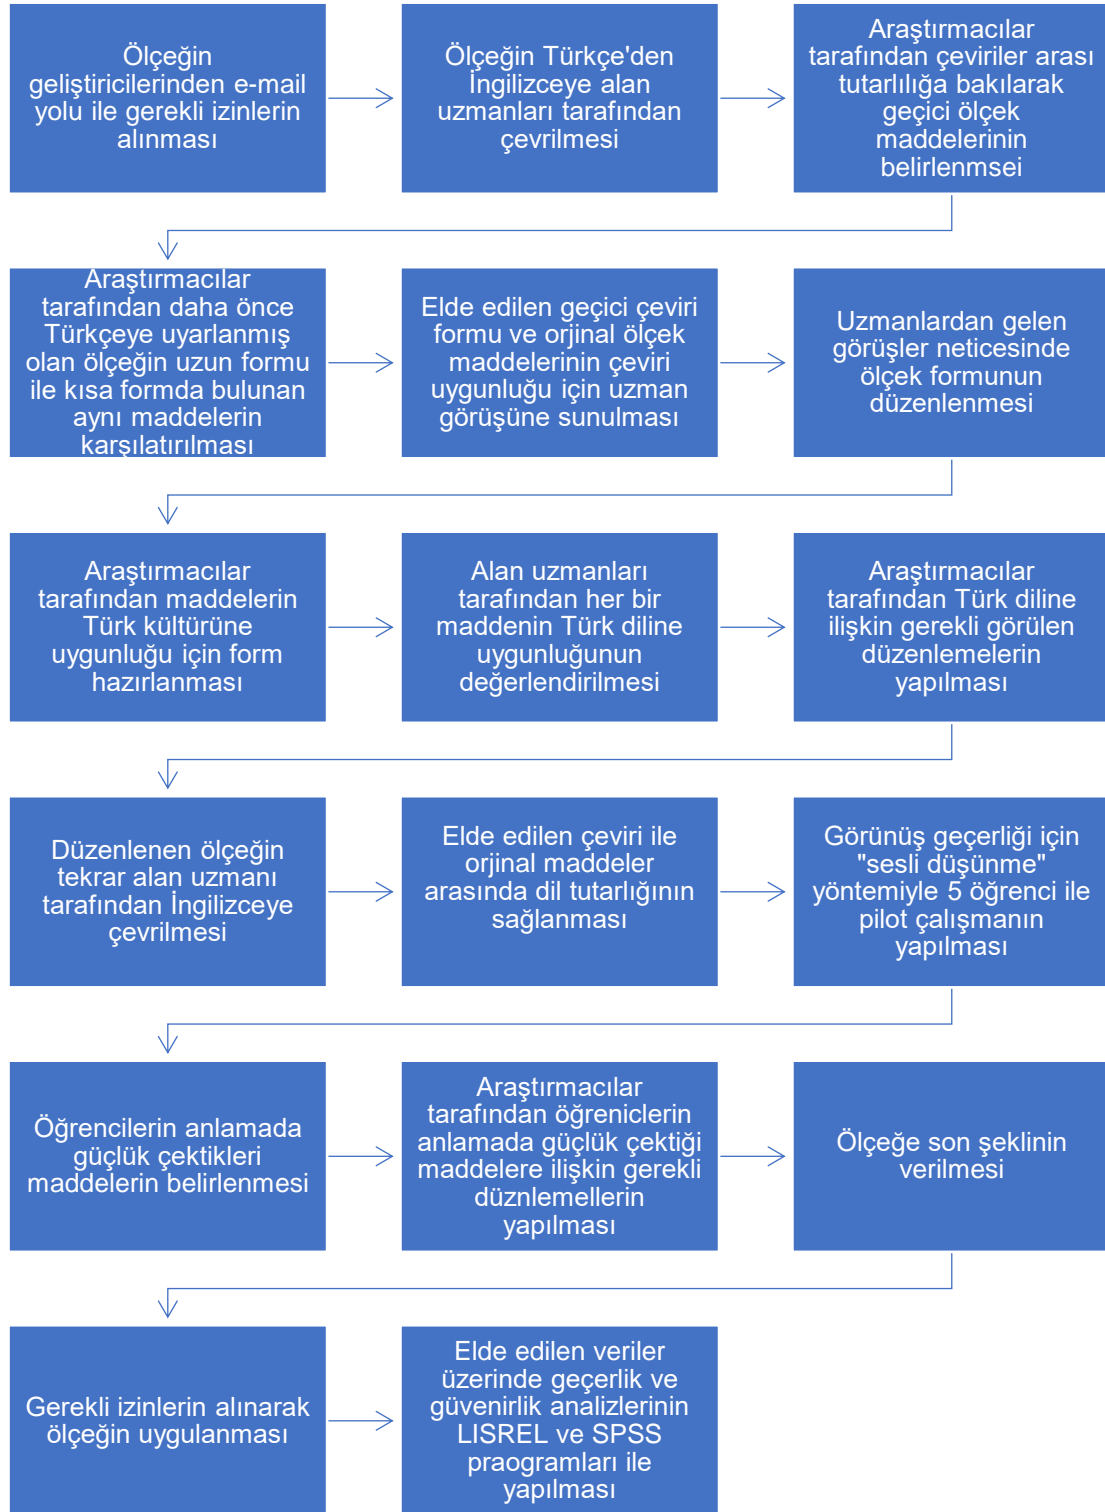 Ölçeğin
geliştiricilerinden e-mail
yolu ile gerekli izinlerin
alınması
Ölçeğin Türkçe'den
İngilizceye alan
uzmanları tarafından
çevrilmesi
Araştırmacılar
tarafından çeviriler arası
tutarlılığa bakılarak
geçici ölçek
maddelerinin
belirlenmsei
Araştırmacılar
tarafından daha önce
Türkçeye uyarlanmış
olan ölçeğin uzun formu
ile kısa formda bulunan
aynı maddelerin
karşılatırılması
Elde edilen geçici çeviri
formu ve orjinal ölçek
maddelerinin çeviri
uygunluğu için uzman
görüşüne sunulması
Uzmanlardan gelen
görüşler neticesinde
ölçek formunun
düzenlenmesi
Araştırmacılar
tarafından maddelerin
Türk kültürüne
uygunluğu için form
hazırlanması
Alan uzmanları
tarafından her bir
maddenin Türk diline
uygunluğunun
değerlendirilmesi
Araştırmacılar
tarafından Türk diline
ilişkin gerekli görülen
düzenlemelerin
yapılması
Düzenlenen ölçeğin
tekrar alan uzmanı
tarafından İngilizceye
çevrilmesi
Elde edilen çeviri ile
orjinal maddeler
arasında dil tutarlığının
sağlanması
Görünüş geçerliği için
"sesli düşünme"
yöntemiyle 5 öğrenci ile
pilot çalışmanın
yapılması
Öğrencilerin anlamada
güçlük çektikleri
maddelerin belirlenmesi
Araştırmacılar
tarafından öğreniclerin
anlamada güçlük çektiği
maddelere ilişkin gerekli
düznlemellerin
yapılması
Ölçeğe son şeklinin
verilmesi
Gerekli izinlerin alınarak
ölçeğin uygulanması
Elde edilen veriler
üzerinde geçerlik ve
güvenirlik analizlerinin
LISREL ve SPSS
praogramları ile
yapılması